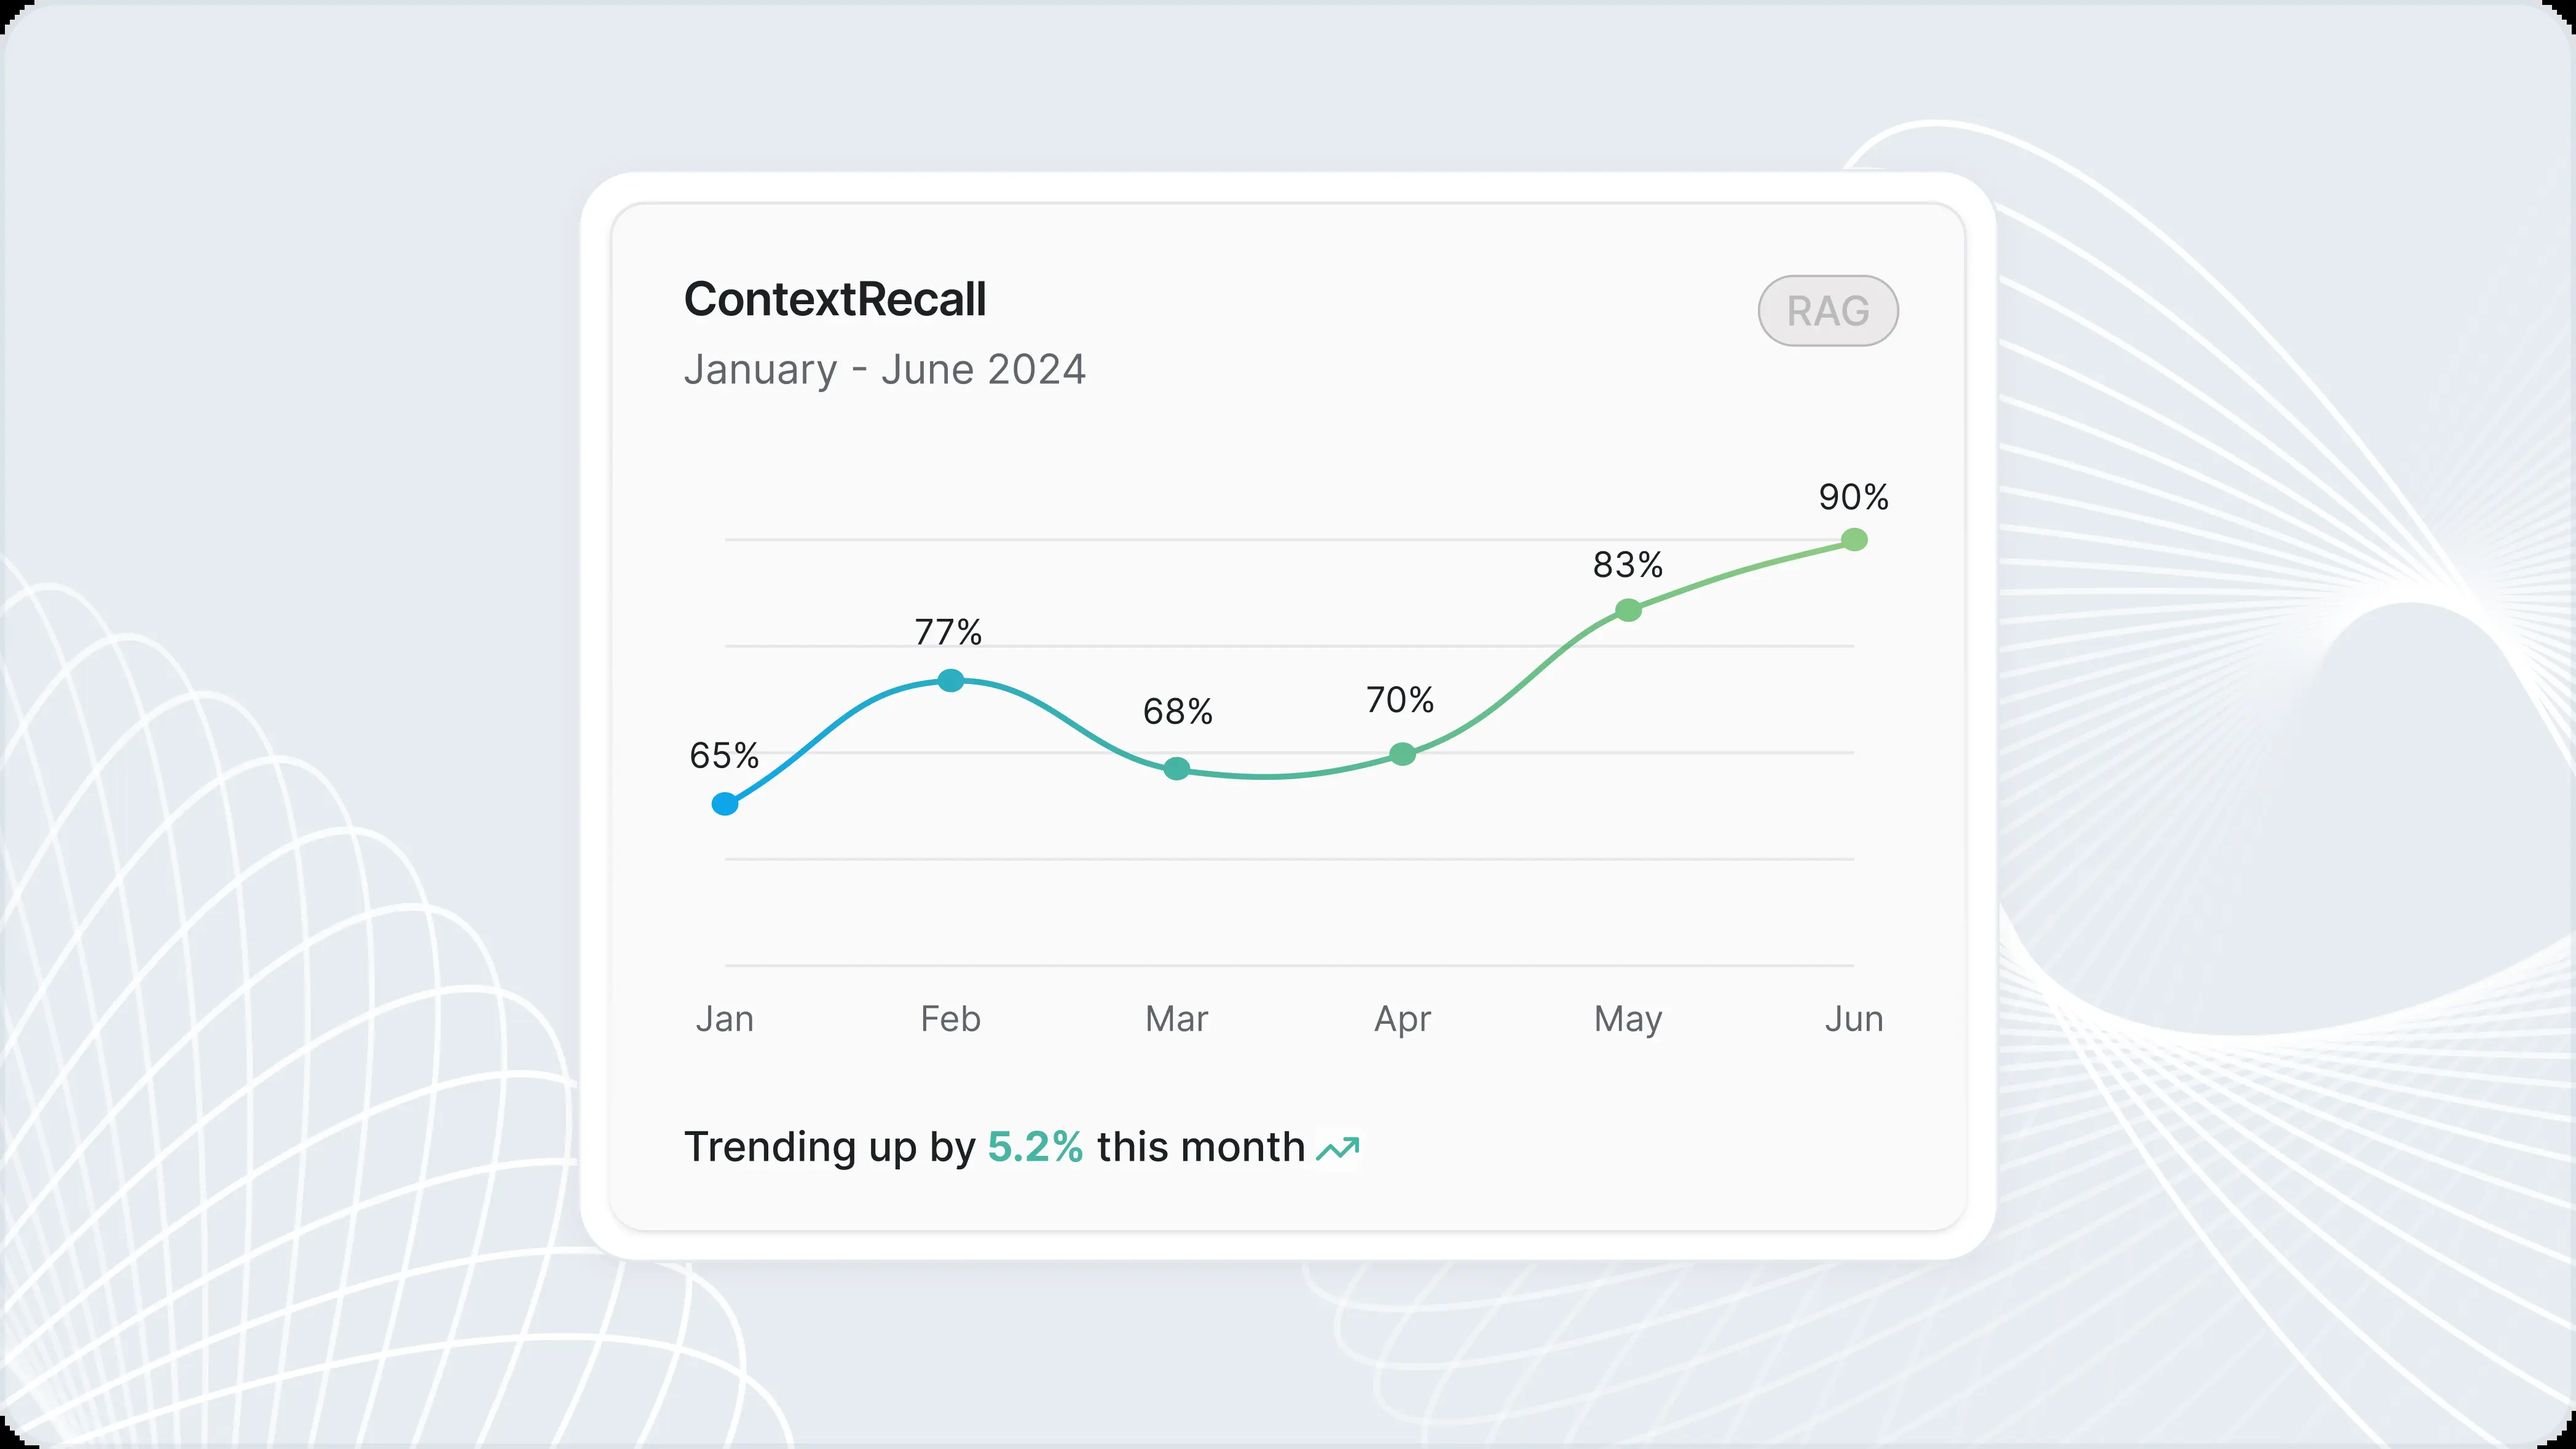 ContextRecall
RAG
January - June 2024
90%
83%
77%
70%
68%
65%
Jan Feb Mar Apr May Jun
Trending up by 5.2% this month